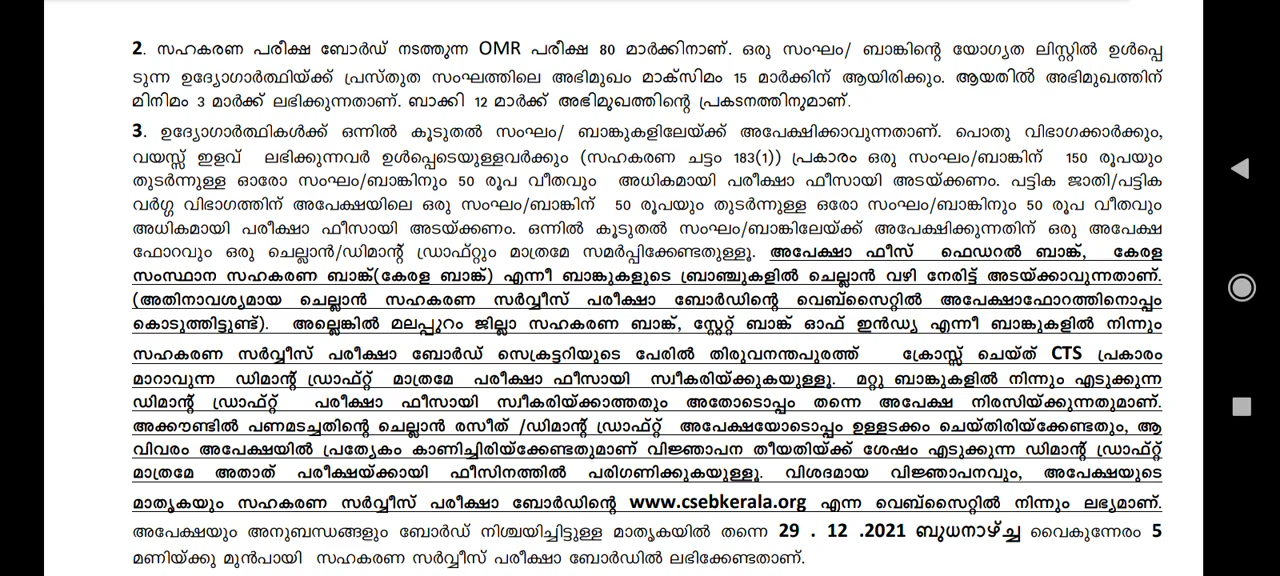 2. സഹകരണ പരീക്ഷ ബോർഡ് നടത്തുന്ന OMR പരീക്ഷ 80 മാർക്കിനാണ്. ഒരു സംഘം/ ബാങ്കിന്റെ യോഗ്യത ലിസ്റ്റിൽ ഉൾപ്പെ
ടുന്ന ഉദ്യോഗാർത്ഥിയ്ക്ക് പ്രസ്തുത സംഘത്തിലെ അഭിമുഖം മാക്സിമം 15 മാർക്കിന് ആയിരിക്കും. ആയതിൽ അഭിമുഖത്തിന്
മിനിമം 3 മാർക്ക് ലഭിക്കുന്നതാണ്. ബാക്കി 12 മാർക്ക് അഭിമുഖത്തിന്റെ പ്രകടനത്തിനുമാണ്.
3. ഉദ്യോഗാർത്ഥികൾക്ക് ഒന്നിൽ കൂടുതൽ സംഘം/ ബാങ്കുകളിലേയ്ക്ക് അപേക്ഷിക്കാവുന്നതാണ്. പൊതു വിഭാഗക്കാർക്കും,
വയസ്സ് ഇളവ് ലഭിക്കുന്നവർ ഉൾപ്പെടെയുള്ളവർക്കും (സഹകരണ ചട്ടം 183(1)) പ്രകാരം ഒരു സംഘം/ബാങ്കിന് 150 രൂപയും
തുടർന്നുള്ള ഓരോ സംഘം/ബാങ്കിനും 50 രൂപ വീതവും അധികമായി പരീക്ഷാ ഫീസായി അടയ്ക്കണം. പട്ടിക ജാതി/പട്ടിക
വർഗ്ഗ വിഭാഗത്തിന് അപേക്ഷയിലെ ഒരു സംഘം/ബാങ്കിന് 50 രൂപയും തുടർന്നുള്ള ഒരോ സംഘം/ബാങ്കിനും 50 രൂപ വീതവും
അധികമായി പരീക്ഷാ ഫീസായി അടയ്ക്കണം. ഒന്നിൽ കൂടുതൽ സംഘം/ബാങ്കിലേയ്ക്ക് അപേക്ഷിക്കുന്നതിന് ഒരു അപേക്ഷ
ഫോറവും ഒരു ചെല്ലാൻ/ഡിമാന്റ് ഡ്രാഫ്റ്റും മാത്രമേ സമർപ്പിക്കേണ്ടതുള്ളൂ. അപേക്ഷാ ഫീസ് ഫെഡറൽ ബാങ്ക്, കേരള
സംസ്ഥാന സഹകരണ ബാങ്ക്(കേരള ബാങ്ക്) എന്നീ ബാങ്കുകളുടെ ബ്രാഞ്ചുകളിൽ ചെല്ലാൻ വഴി നേരിട്ട് അടയ്ക്കാവുന്നതാണ്.
(അതിനാവശ്യമായ ചെല്ലാൻ സഹകരണ സർവ്വീസ് പരീക്ഷാ ബോർഡിന്റെ വെബ്സൈറ്റിൽ അപേക്ഷാഫോറത്തിനൊപ്പം
കൊടുത്തിട്ടുണ്ട്). അല്ലെങ്കിൽ മലപ്പുറം ജില്ലാ സഹകരണ ബാങ്ക്, സ്റ്റേറ്റ് ബാങ്ക് ഓഫ് ഇൻഡ്യ എന്നീ ബാങ്കുകളിൽ നിന്നും
സഹകരണ സർവ്വീസ് പരീക്ഷാ ബോർഡ് സെക്രട്ടറിയുടെ പേരിൽ തിരുവനന്തപുരത്ത് ക്രോസ്സ് ചെയ്ത് CTS പ്രകാരം
മാറാവുന്ന ഡിമാന്റ് ഡ്രാഫ്റ്റ് മാത്രമേ പരീക്ഷാ ഫീസായി സ്വീകരിയ്ക്കുകയുള്ളൂ. മറ്റു ബാങ്കുകളിൽ നിന്നും എടുക്കുന്ന
ഡിമാന്റ് ഡ്രാഫ്റ്റ് പരീക്ഷാ ഫീസായി സ്വീകരിയ്ക്കാത്തതും അതോടൊപ്പം തന്നെ അപേക്ഷ നിരസിയ്ക്കുന്നതുമാണ്.
അക്കൗണ്ടിൽ പണമടച്ചതിന്റെ ചെല്ലാൻ രസീത് /ഡിമാന്റ് ഡ്രാഫ്റ്റ് അപേക്ഷയോടൊപ്പം ഉള്ളടക്കം ചെയ്തിരിയ്ക്കേണ്ടതും, ആ
വിവരം അപേക്ഷയിൽ പ്രത്യേകം കാണിച്ചിരിയ്ക്കേണ്ടതുമാണ് വിജ്ഞാപന തീയതിയ്ക്ക് ശേഷം എടുക്കുന്ന ഡിമാന്റ് ഡ്രാഫ്റ്റ്
മാത്രമേ അതാത് പരീക്ഷയ്ക്കായി ഫീസിനത്തിൽ പരിഗണിക്കുകയുള്ളൂ. വിശദമായ വിജ്ഞാപനവും, അപേക്ഷയുടെ
മാതൃകയും സഹകരണ സർവ്വീസ് പരീക്ഷാ ബോർഡിന്റെ www.csebkerala.org എന്ന വെബ്സൈറ്റിൽ നിന്നും ലഭ്യമാണ്.
അപേക്ഷയും അനുബന്ധങ്ങളും ബോർഡ് നിശ്ചയിച്ചിട്ടുള്ള മാതൃകയിൽ തന്നെ 29 . 12 .2021 ബുധനാഴ്ച്ച വൈകുന്നേരം 5
മണിയ്ക്കു മുൻപായി സഹകരണ സർവ്വീസ് പരീക്ഷാ ബോർഡിൽ ലഭിക്കേണ്ടതാണ്.